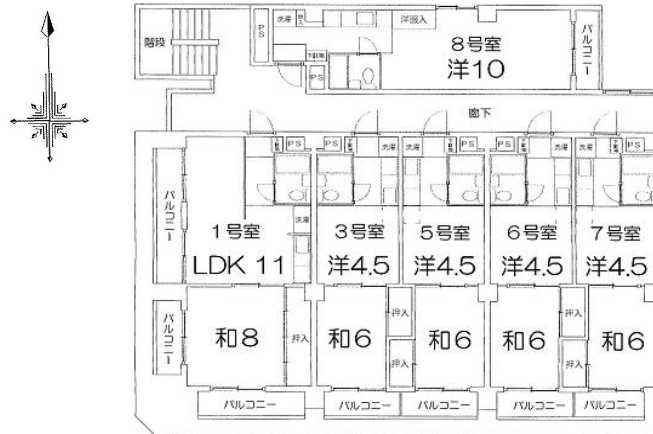 階段
PS
洗濯
洋服入
8号室
洋10
バルコニー
下駄箱
PS
廊下
PS
PS
洗濯
洗濯
PS
PS
洗濯
洗濯
PS
バルコニー
1号室
LDK 11
洗濯
3号室
洋4.5
5号室
洋4.5
6号室
洋4.5
7号室
洋4.5
バルコニー
和8
押入
和6
押入
押入
和6
和6
押入
押入
和6
バルコニー
バルコニー
バルコニー
バルコニー
バルコニー